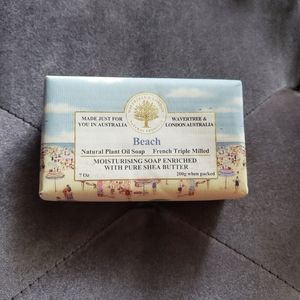 MADE JUST FOR YOU IN AUSTRALIA
WAVERTREE & LONDON AUSTRALIA
Beach
Natural Plant Oil Soap French Triple Milled
MOISTURISING SOAP ENRICHED
WITH PURE SHEA BUTTER
7 Oz 200g when packed